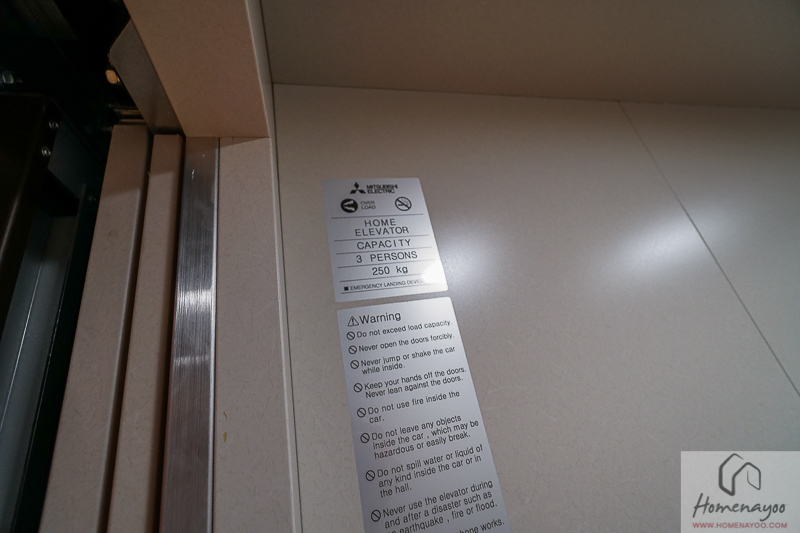 MITSUBISHI
ELECTRIC
OVER
LOAD
HOME
ELEVATOR
CAPACITY
3 PERSONS
250 kg
EMERGENCY LANDING DEVICE
Warning
Do not exceed load capacity.
Never open the doors forcibly.
Never jump or shake the car
while inside.
Keep your hands off the doors.
Never lean against the doors.
Do not use fire inside the
car.
Do not leave any objects
inside the car , which may be
hazardous or easily break.
Do not spill water or liquid of
any kind inside the car or in
the hall.
Never use the elevator during
and after a disaster such as
an earthquake , fire or flood.
works.
Homenayoo
WWW.HOMENAYOO.COM